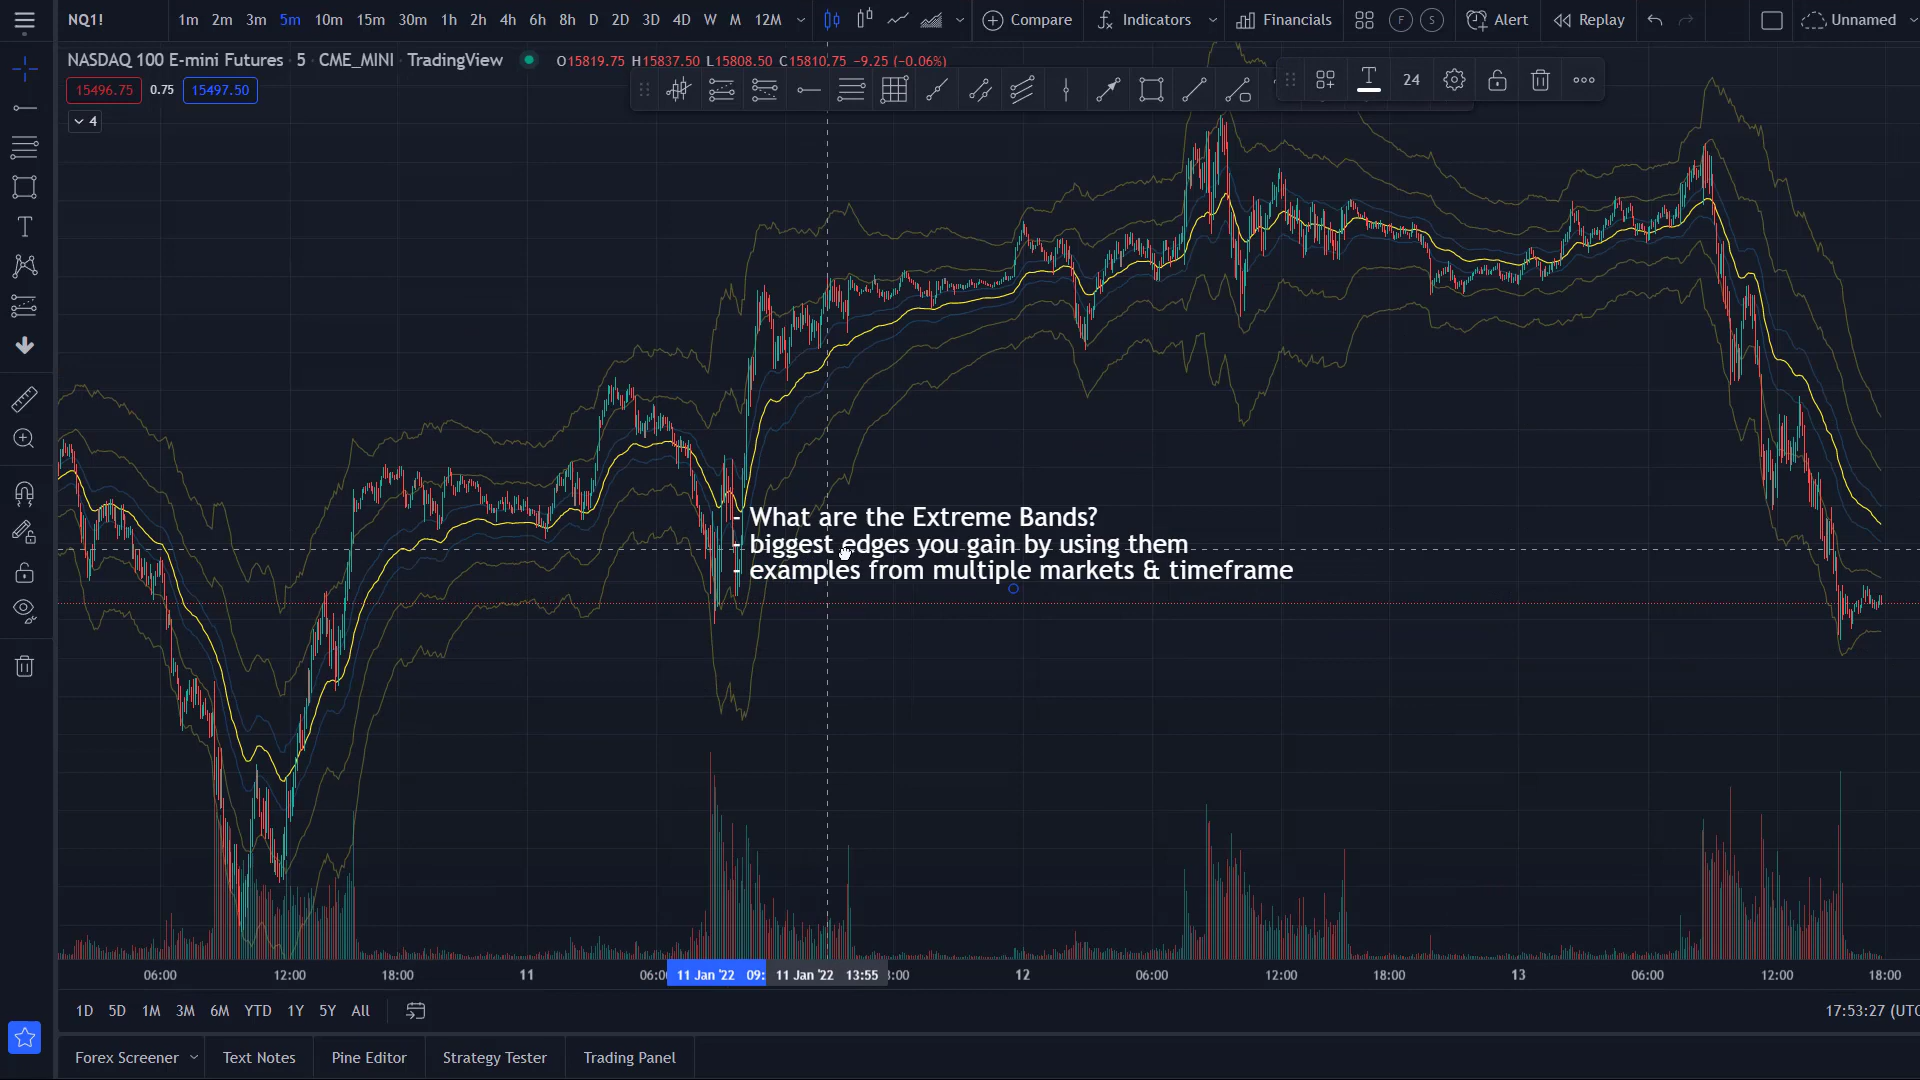 NQ1!
1m 2m 3m 5m 10m 15m 30m 1h 2h 4h 6h 8h D 2D 3D 4D W M 12M
Compare
Indicators
Financials
F S
Alert
Replay
Unnamed
NASDAQ 100 E-mini Futures · 5 · CME_MINI · TradingView
O15819.75 H15837.50 L15808.50 C15810.75 −9.25 (−0.06%)
15496.75 0.75 15497.50
24
4
- What are the Extreme Bands?
- biggest edges you gain by using them
- examples from multiple markets & timeframe
06:00 12:00 18:00 11 06:0 11 Jan '22 09: 11 Jan '22 13:55 :00 12 06:00 12:00 18:00 13 06:00 12:00 18:00
1D 5D 1M 3M 6M YTD 1Y 5Y All
17:53:27 (UTC
Forex Screener
Text Notes
Pine Editor
Strategy Tester
Trading Panel